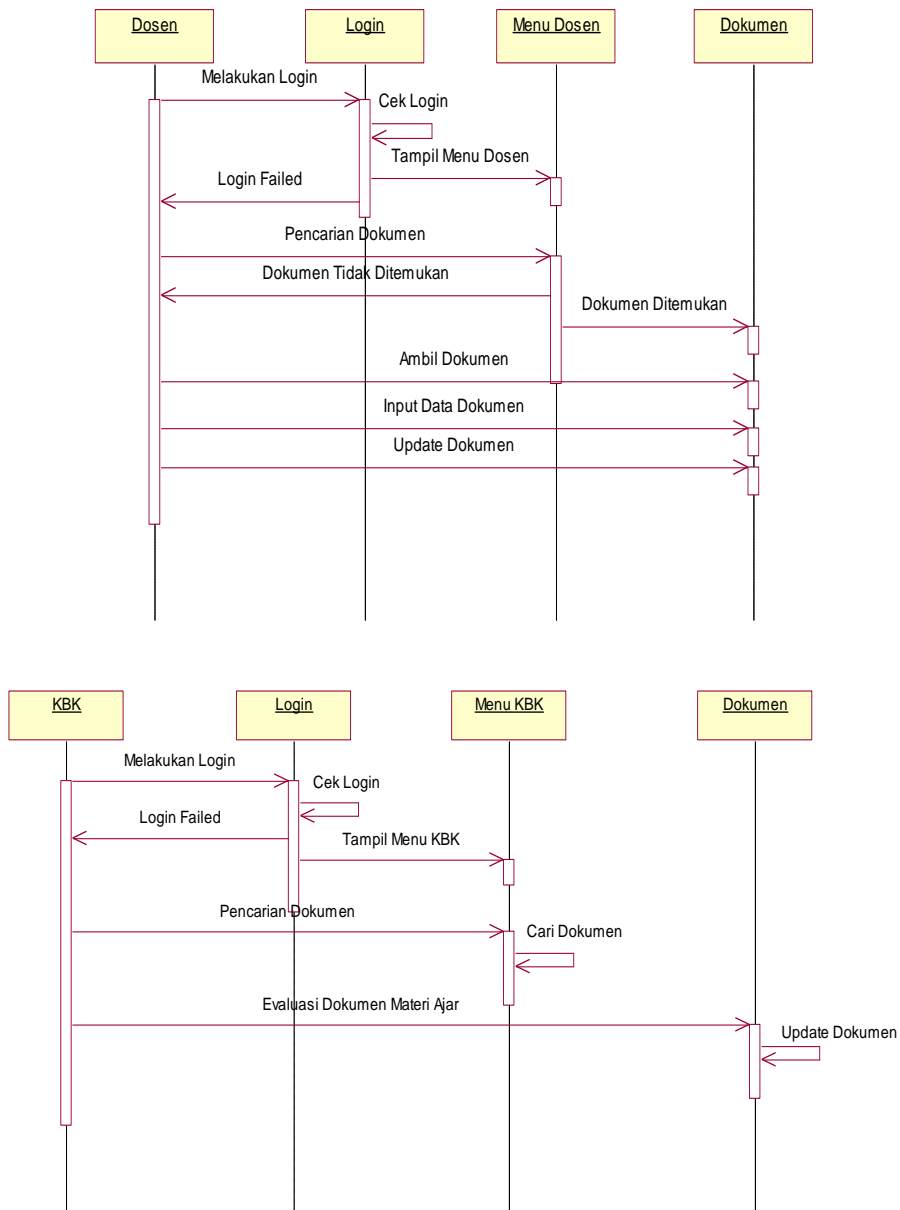 Dosen
Login
Menu Dosen
Dokumen
Melakukan Login
Cek Login
Tampil Menu Dosen
Login Failed
Pencarian Dokumen
Dokumen Tidak Ditemukan
Dokumen Ditemukan
Ambil Dokumen
Input Data Dokumen
Update Dokumen
KBK
Login
Menu KBK
Dokumen
Melakukan Login
Cek Login
Login Failed
Tampil Menu KBK
Pencarian Dokumen
Cari Dokumen
Evaluasi Dokumen Materi Ajar
Update Dokumen